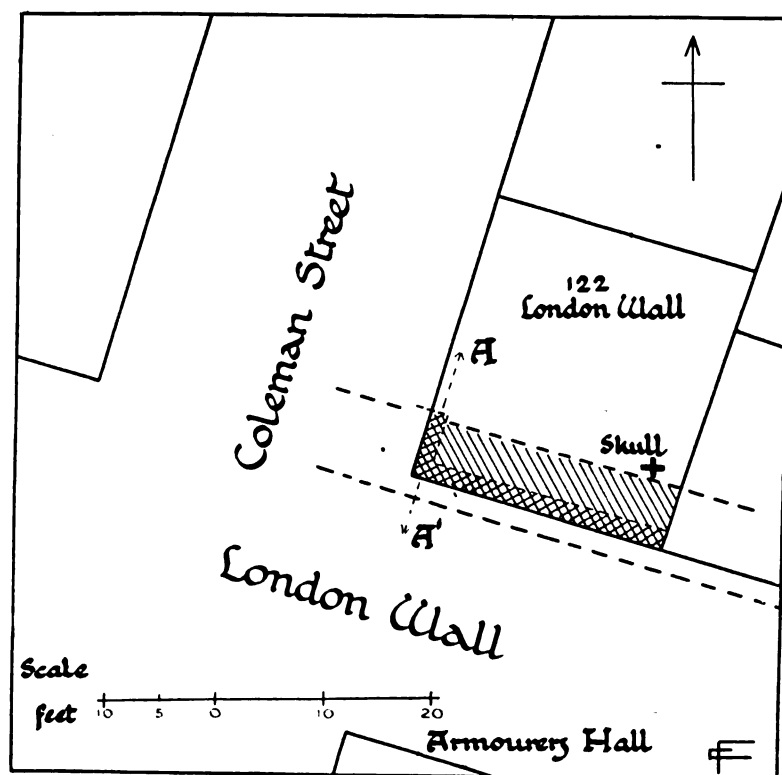 Coleman Street
122
London Wall
A
Skull
A'
London Wall
Scale
feet
10 5 0 10 20
Armourers Hall